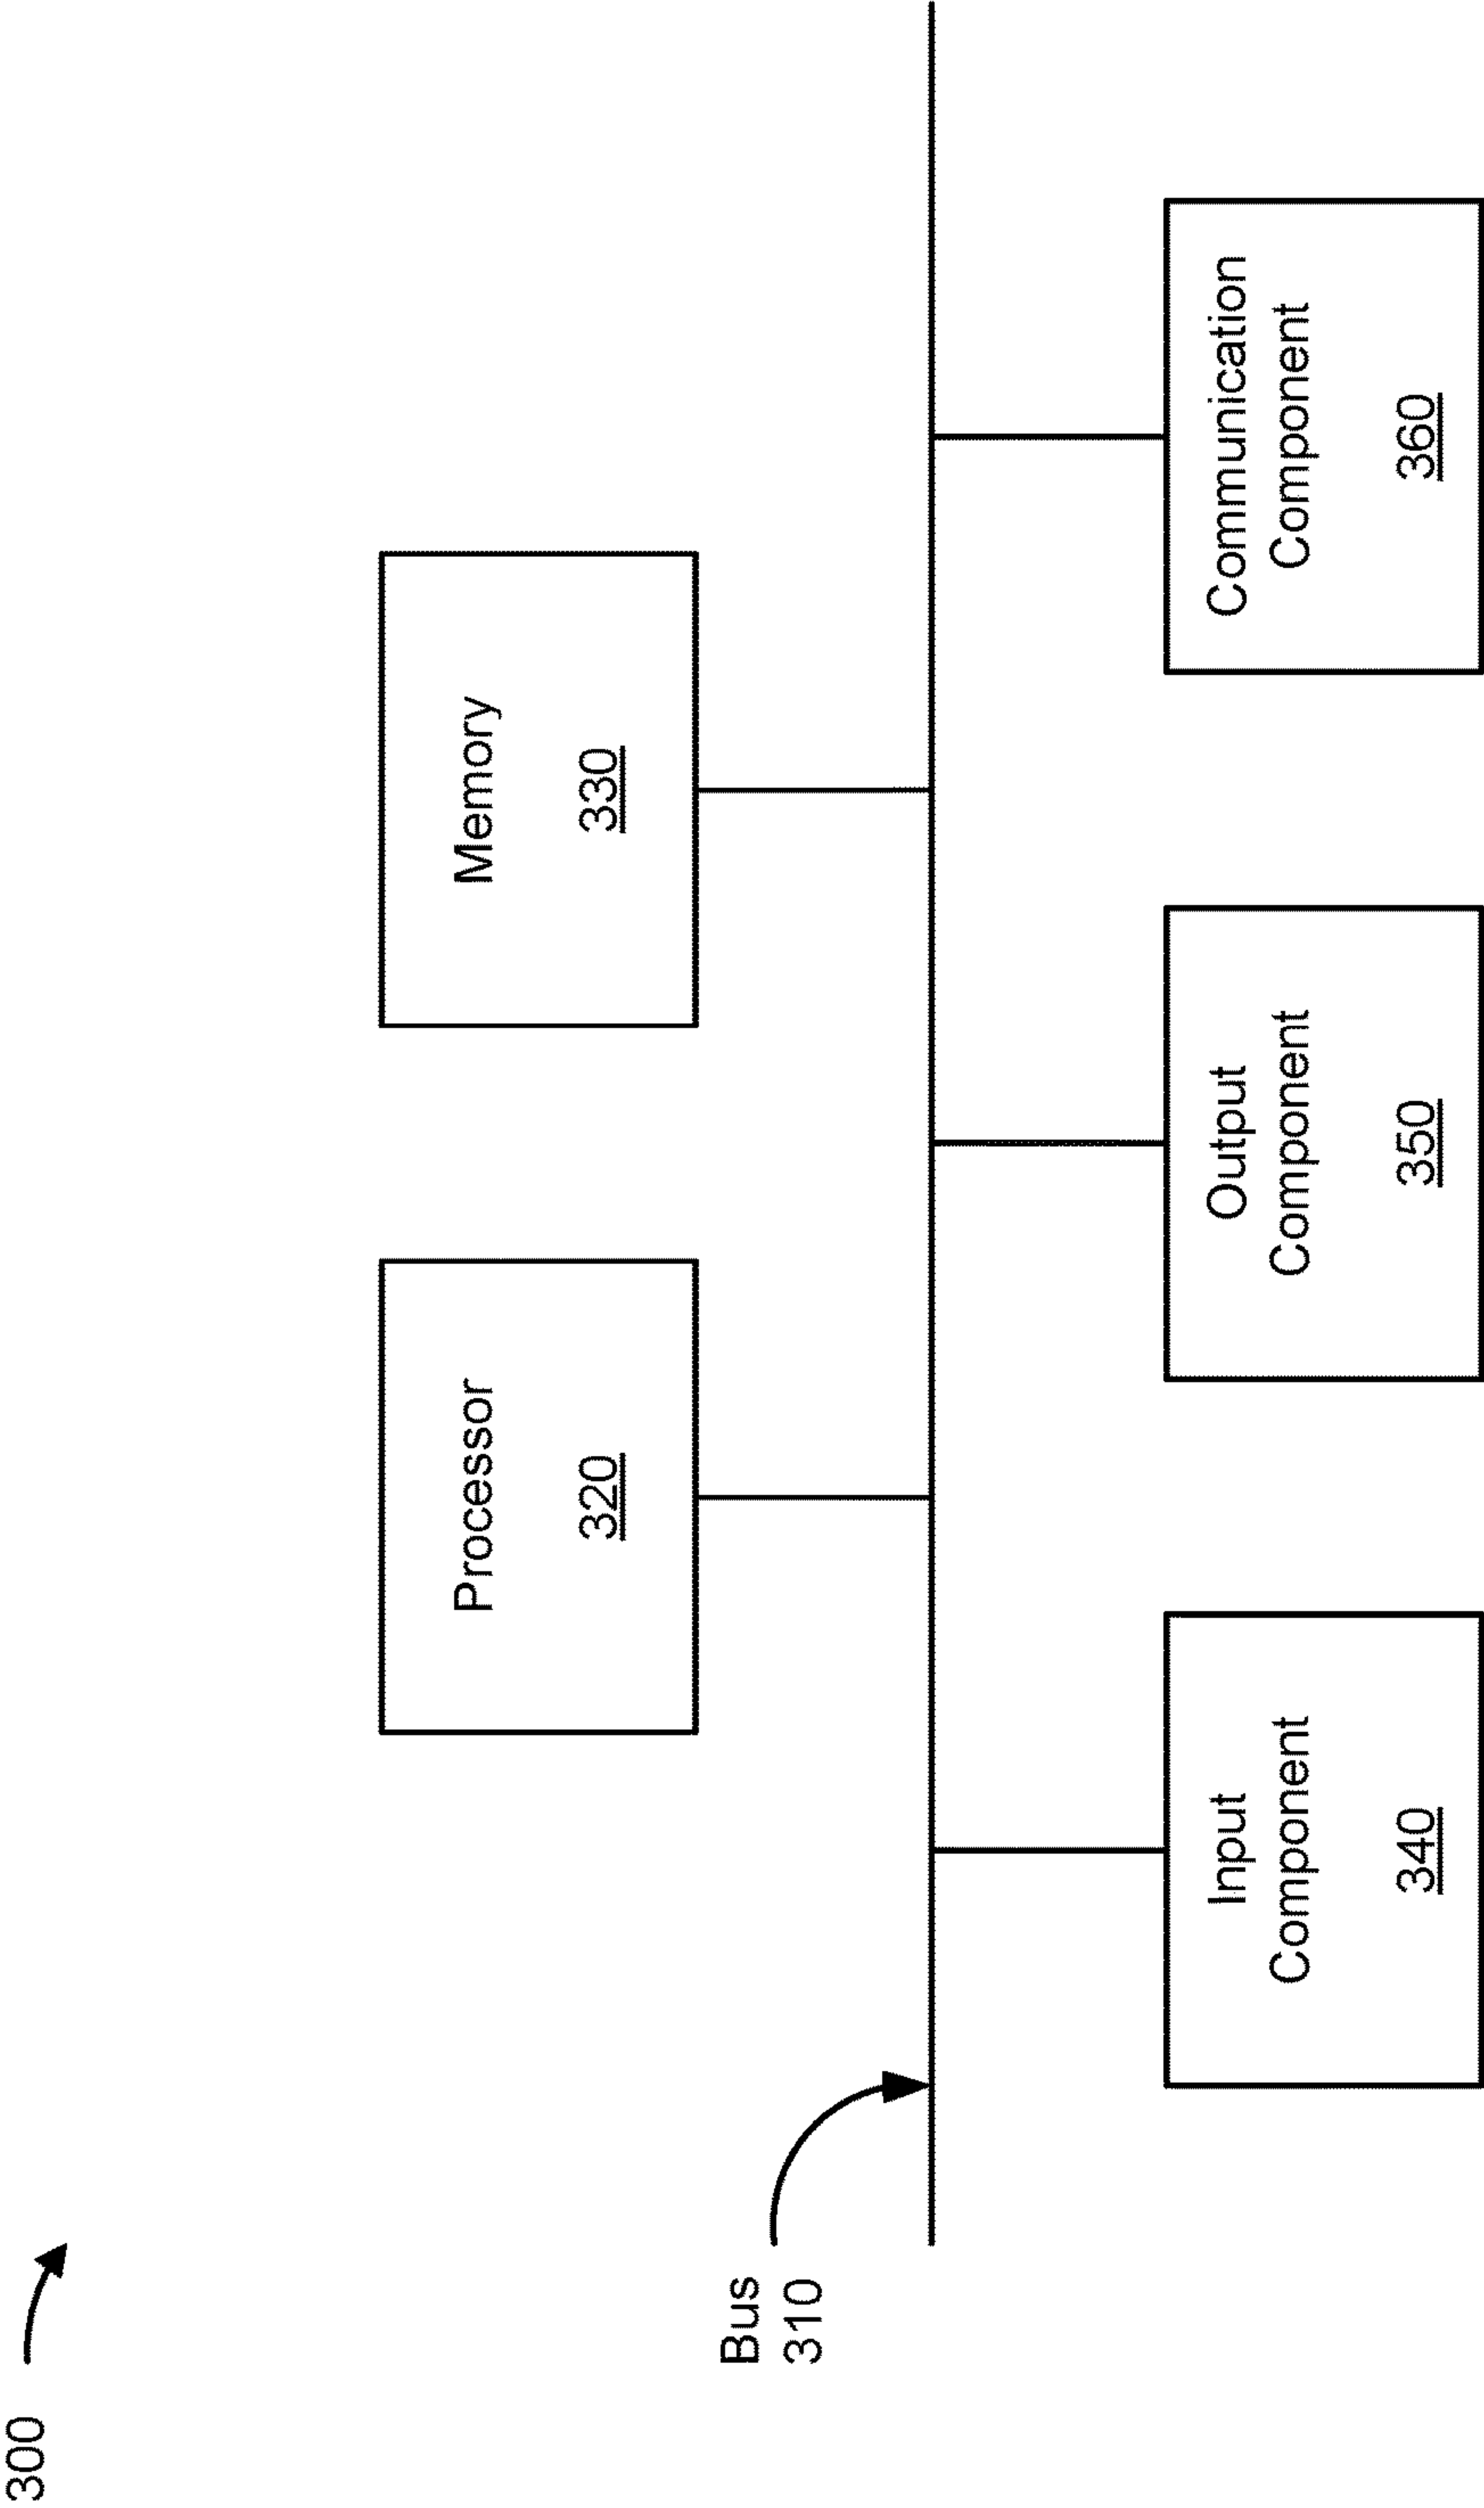 300
Processor
320
Memory
330
Bus
310
Input
Component
340
Output
Component
350
Communication
Component
360